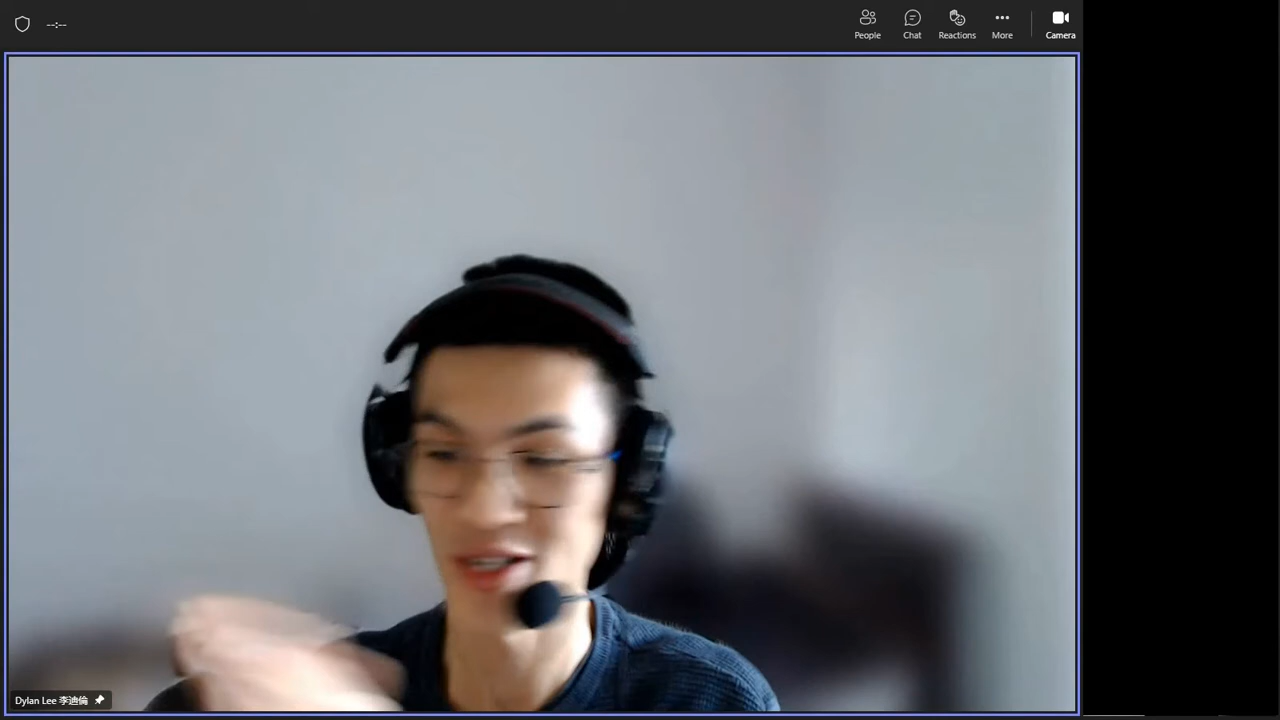 --:--
People
Chat
Reactions
More
Camera
Dylan Lee 李迪倫